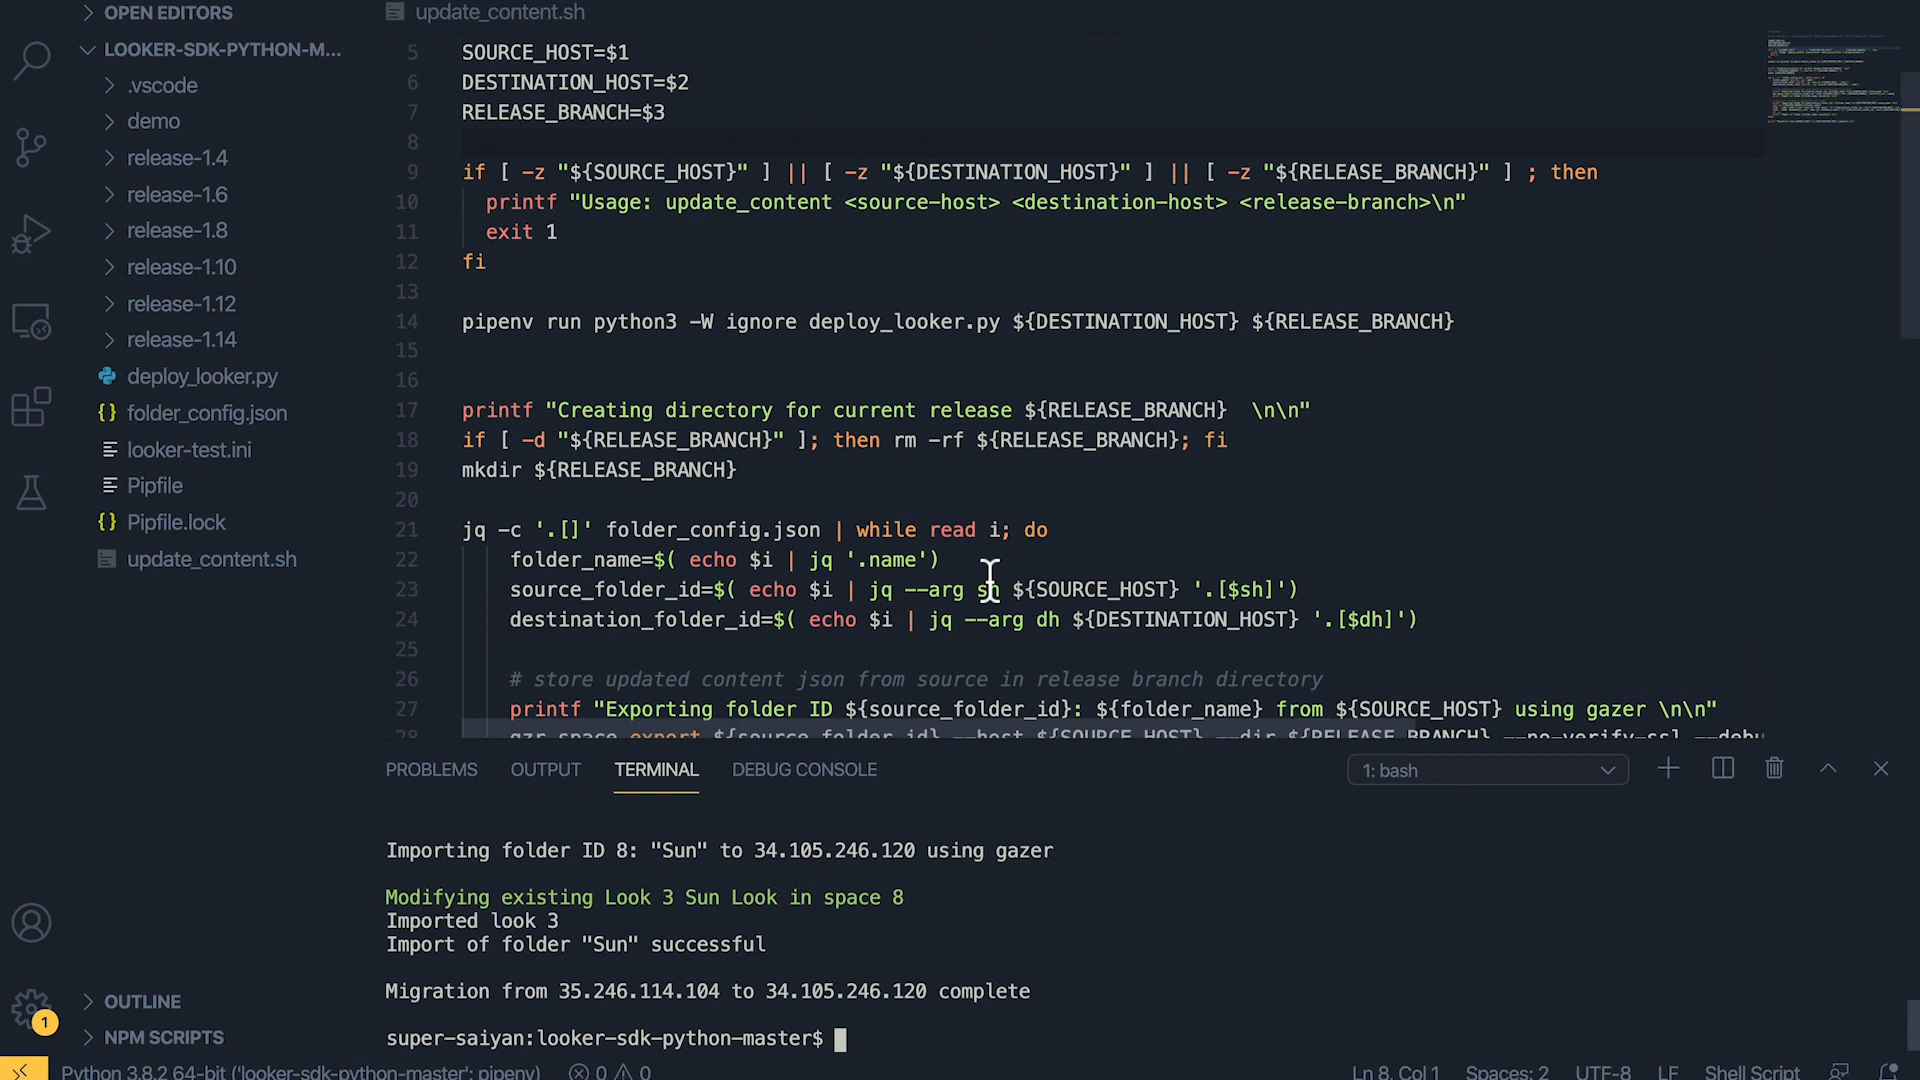 OPEN EDITORS
LOOKER-SDK-PYTHON-M...
.vscode
demo
release-1.4
release-1.6
release-1.8
release-1.10
release-1.12
release-1.14
deploy_looker.py
folder_config.json
looker-test.ini
Pipfile
Pipfile.lock
update_content.sh
OUTLINE
NPM SCRIPTS
1
update_content.sh
5 SOURCE_HOST=$1
6 DESTINATION_HOST=$2
7 RELEASE_BRANCH=$3
8
9 if [ -z "${SOURCE_HOST}" ] || [ -z "${DESTINATION_HOST}" ] || [ -z "${RELEASE_BRANCH}" ] ; then
10 printf "Usage: update_content <source-host> <destination-host> <release-branch>\n"
11 exit 1
12 fi
13
14 pipenv run python3 -W ignore deploy_looker.py ${DESTINATION_HOST} ${RELEASE_BRANCH}
15
16
17 printf "Creating directory for current release ${RELEASE_BRANCH}  \n\n"
18 if [ -d "${RELEASE_BRANCH}" ]; then rm -rf ${RELEASE_BRANCH}; fi
19 mkdir ${RELEASE_BRANCH}
20
21 jq -c '.[]' folder_config.json | while read i; do
22 folder_name=$( echo $i | jq '.name')
23 source_folder_id=$( echo $i | jq --arg sh ${SOURCE_HOST} '.[$sh]')
24 destination_folder_id=$( echo $i | jq --arg dh ${DESTINATION_HOST} '.[$dh]')
25
26 # store updated content json from source in release branch directory
27 printf "Exporting folder ID ${source_folder_id}: ${folder_name} from ${SOURCE_HOST} using gazer \n\n"
28 gzr space export ${source_folder_id} --host ${SOURCE_HOST} --dir ${RELEASE_BRANCH} --no-verify-ssl --debu
PROBLEMS OUTPUT TERMINAL DEBUG CONSOLE 1: bash
Importing folder ID 8: "Sun" to 34.105.246.120 using gazer
Modifying existing Look 3 Sun Look in space 8
Imported look 3
Import of folder "Sun" successful
Migration from 35.246.114.104 to 34.105.246.120 complete
super-saiyan:looker-sdk-python-master$
Python 3.8.2 64-bit ('looker-sdk-python-master': pipenv) 0 0 Ln 8, Col 1 Spaces: 2 UTF-8 LF Shell Script